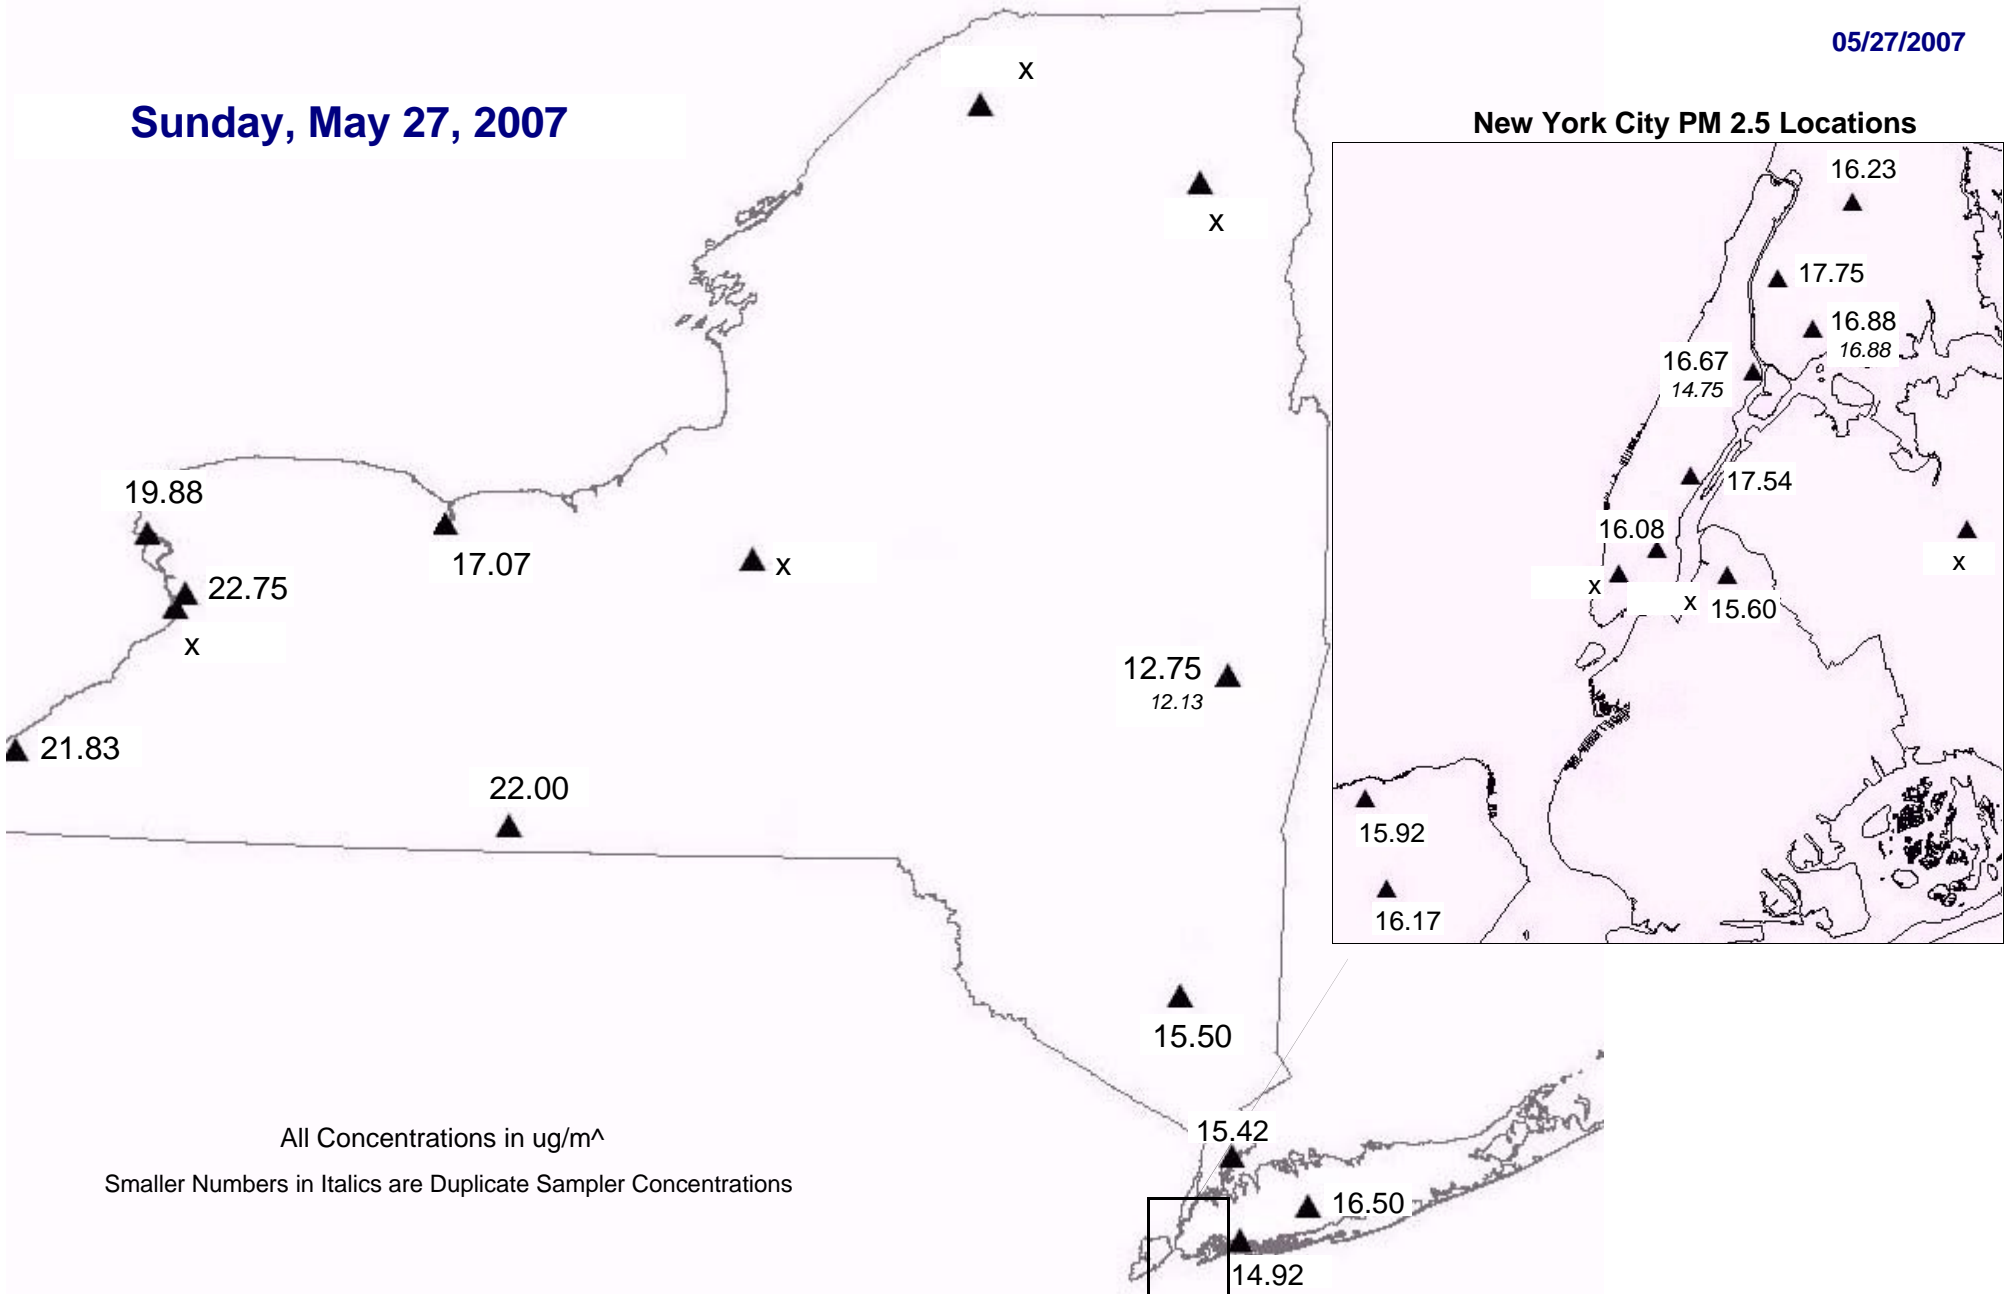 05/27/2007
Sunday, May 27, 2007
x
x
19.88
17.07
22.75
x
x
12.75
12.13
21.83
22.00
15.50
15.42
16.50
14.92
All Concentrations in ug/m^
Smaller Numbers in Italics are Duplicate Sampler Concentrations
New York City PM 2.5 Locations
16.23
17.75
16.88
16.88
16.67
14.75
17.54
16.08
x
x
x
15.60
15.92
16.17